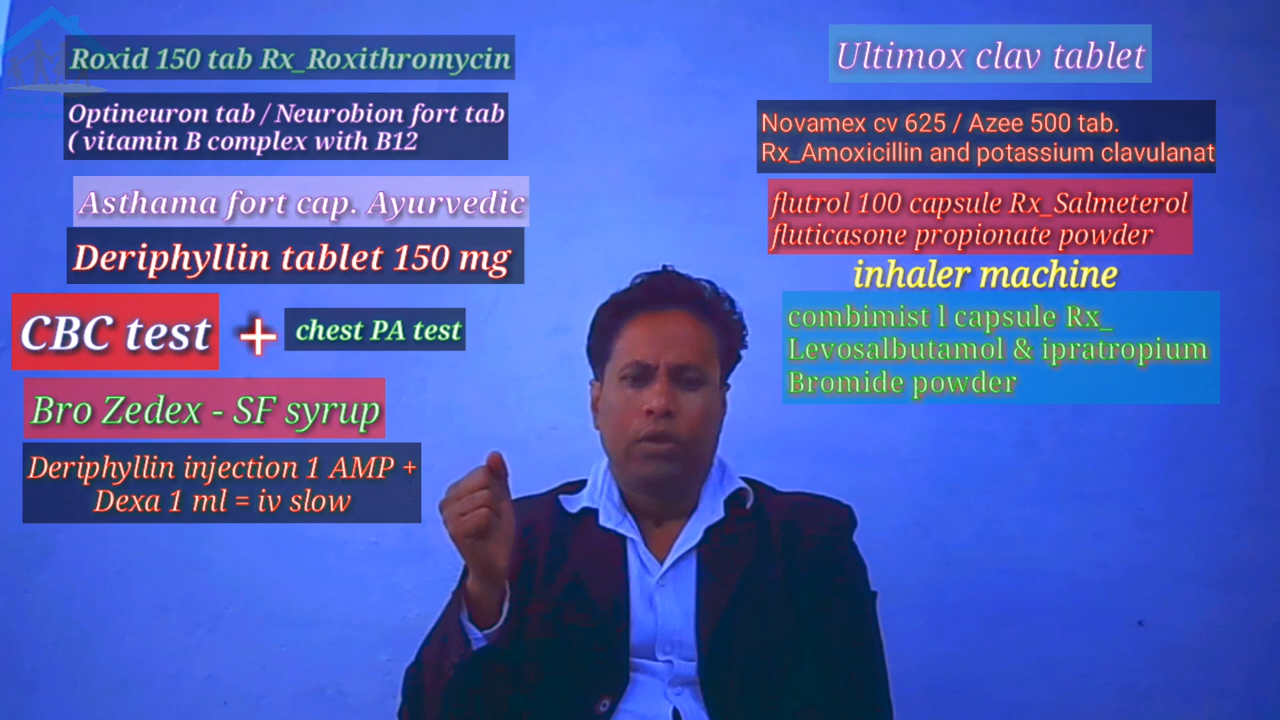 Roxid 150 tab Rx_Roxithromycin
Optineuron tab / Neurobion fort tab
( vitamin B complex with B12
Asthama fort cap. Ayurvedic
Deriphyllin tablet 150 mg
CBC test + chest PA test
Bro Zedex - SF syrup
Deriphyllin injection 1 AMP +
Dexa 1 ml = iv slow
Ultimox clav tablet
Novamex cv 625 / Azee 500 tab.
Rx_Amoxicillin and potassium clavulanat
flutrol 100 capsule Rx_Salmeterol
fluticasone propionate powder
inhaler machine
combimist l capsule Rx_
Levosalbutamol & ipratropium
Bromide powder